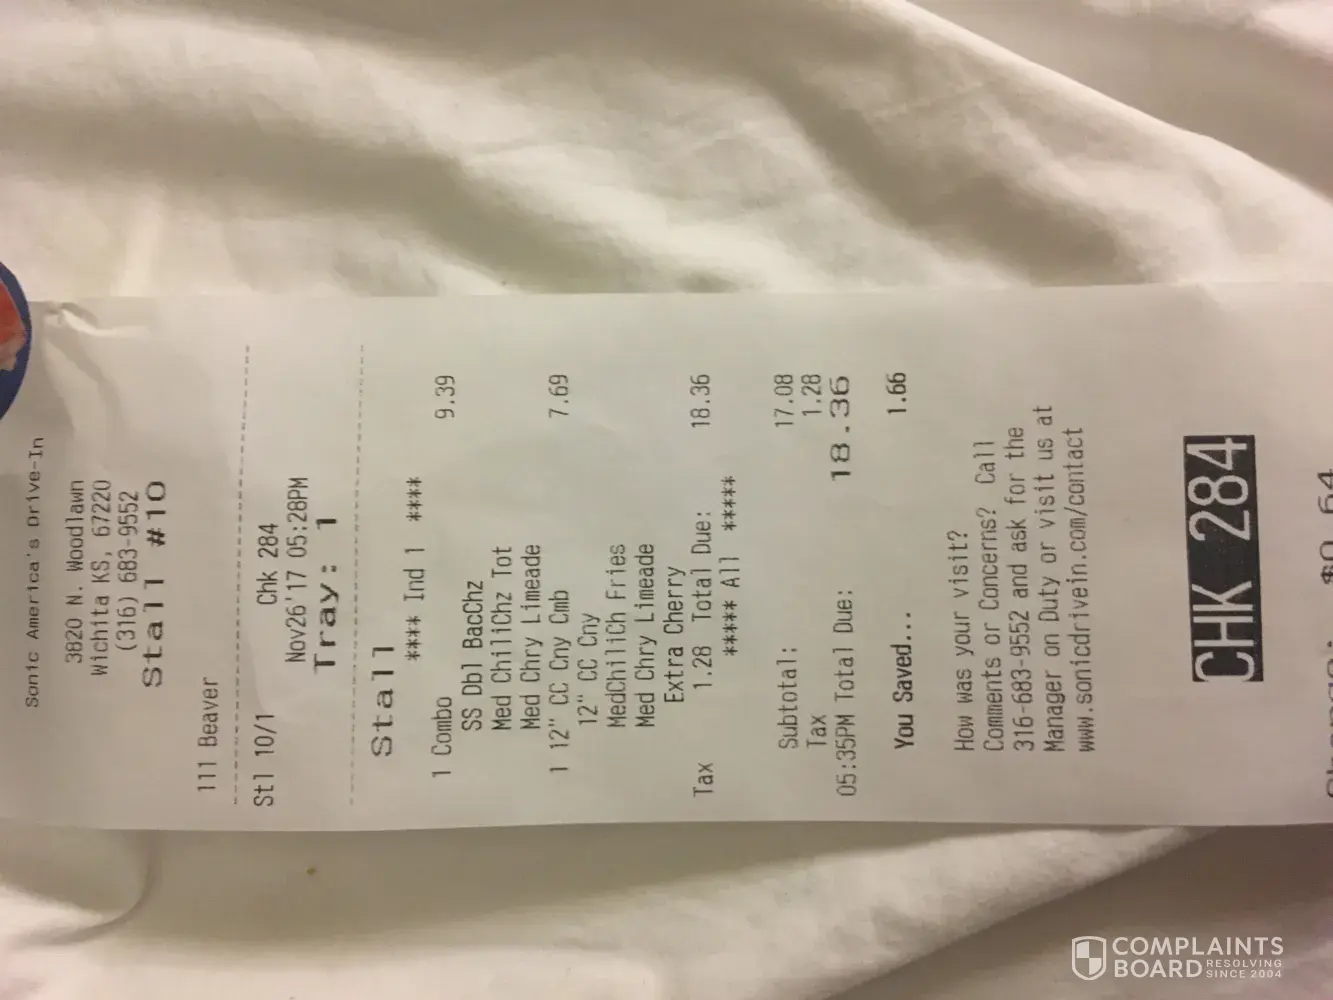 Sonic America's Drive-In
3820 N. Woodlawn
Wichita KS, 67220
(316) 683-9552
Stall #10
111 Beaver
Stl 10/1 Chk 284
Nov26'17 05:28PM
Tray: 1
Stall
**** Ind 1 ****
1 Combo 9.39
SS Dbl BacChz
Med ChiliChz Tot
Med Chry Limeade
1 12" CC Cny Cmb 7.69
12" CC Cny
MedChiliCh Fries
Med Chry Limeade
Extra Cherry
Tax 1.28 Total Due: 18.36
***** All *****
Subtotal: 17.08
Tax 1.28
05:35PM Total Due: 18.36
You Saved... 1.66
How was your visit?
Comments or Concerns? Call
316-683-9552 and ask for the
Manager on Duty or visit us at
www.sonicdrivein.com/contact
CHK 284
COMPLAINTS
BOARD RESOLVING
SINCE 2004